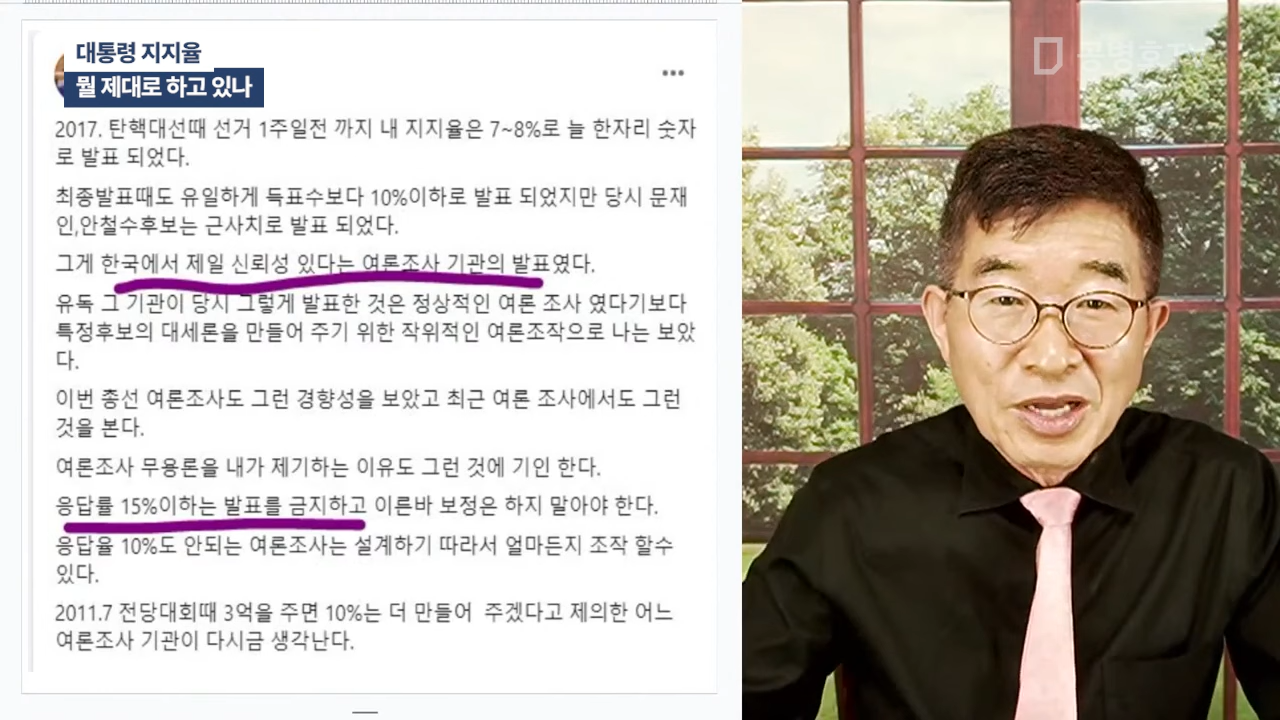 대통령 지지율
뭘 제대로 하고 있나
2017. 탄핵대선때 선거 1주일전 까지 내 지지율은 7~8%로 늘 한자리 숫자
로 발표 되었다.
최종발표때도 유일하게 득표수보다 10%이하로 발표 되었지만 당시 문재
인,안철수후보는 근사치로 발표 되었다.
그게 한국에서 제일 신뢰성 있다는 여론조사 기관의 발표였다.
유독 그 기관이 당시 그렇게 발표한 것은 정상적인 여론 조사 였다기보다
특정후보의 대세론을 만들어 주기 위한 작위적인 여론조작으로 나는 보았
다.
이번 총선 여론조사도 그런 경향성을 보았고 최근 여론 조사에서도 그런
것을 본다.
여론조사 무용론을 내가 제기하는 이유도 그런 것에 기인 한다.
응답률 15%이하는 발표를 금지하고 이른바 보정은 하지 말아야 한다.
응답율 10%도 안되는 여론조사는 설계하기 따라서 얼마든지 조작 할수
있다.
2011.7 전당대회때 3억을 주면 10%는 더 만들어 주겠다고 제의한 어느
여론조사 기관이 다시금 생각난다.